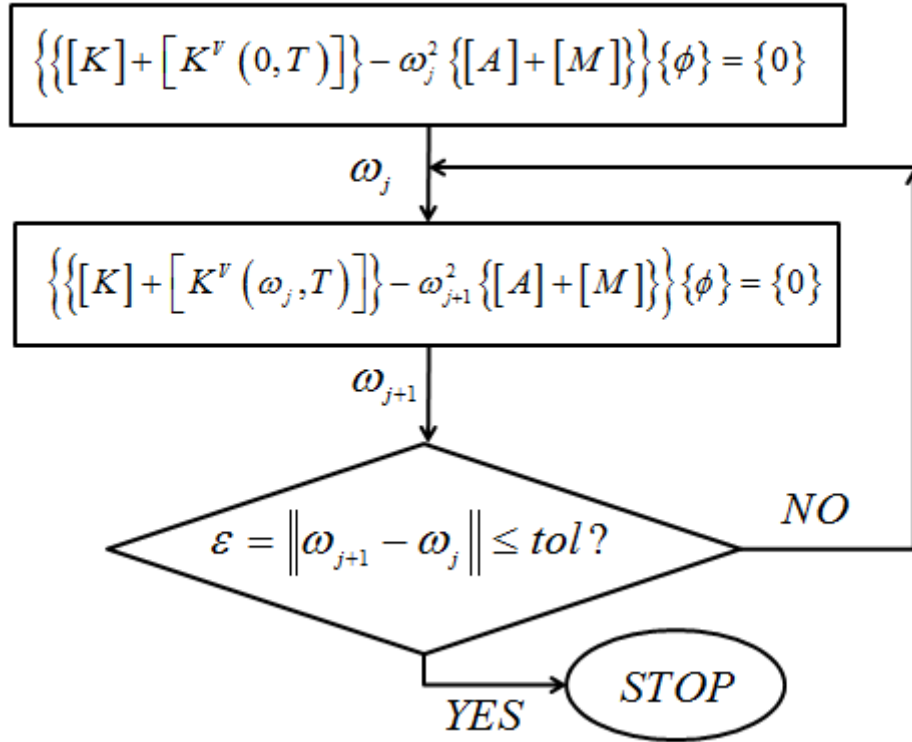 {{[K]+[K^V (0,T)]}−ω_j^2 {[A]+[M]}}{ϕ}={0}
ω_j
{{[K]+[K^V (ω_j,T)]}−ω_{j+1}^2 {[A]+[M]}}{ϕ}={0}
ω_{j+1}
ε=‖ω_{j+1}−ω_j‖≤tol?
NO
YES
STOP